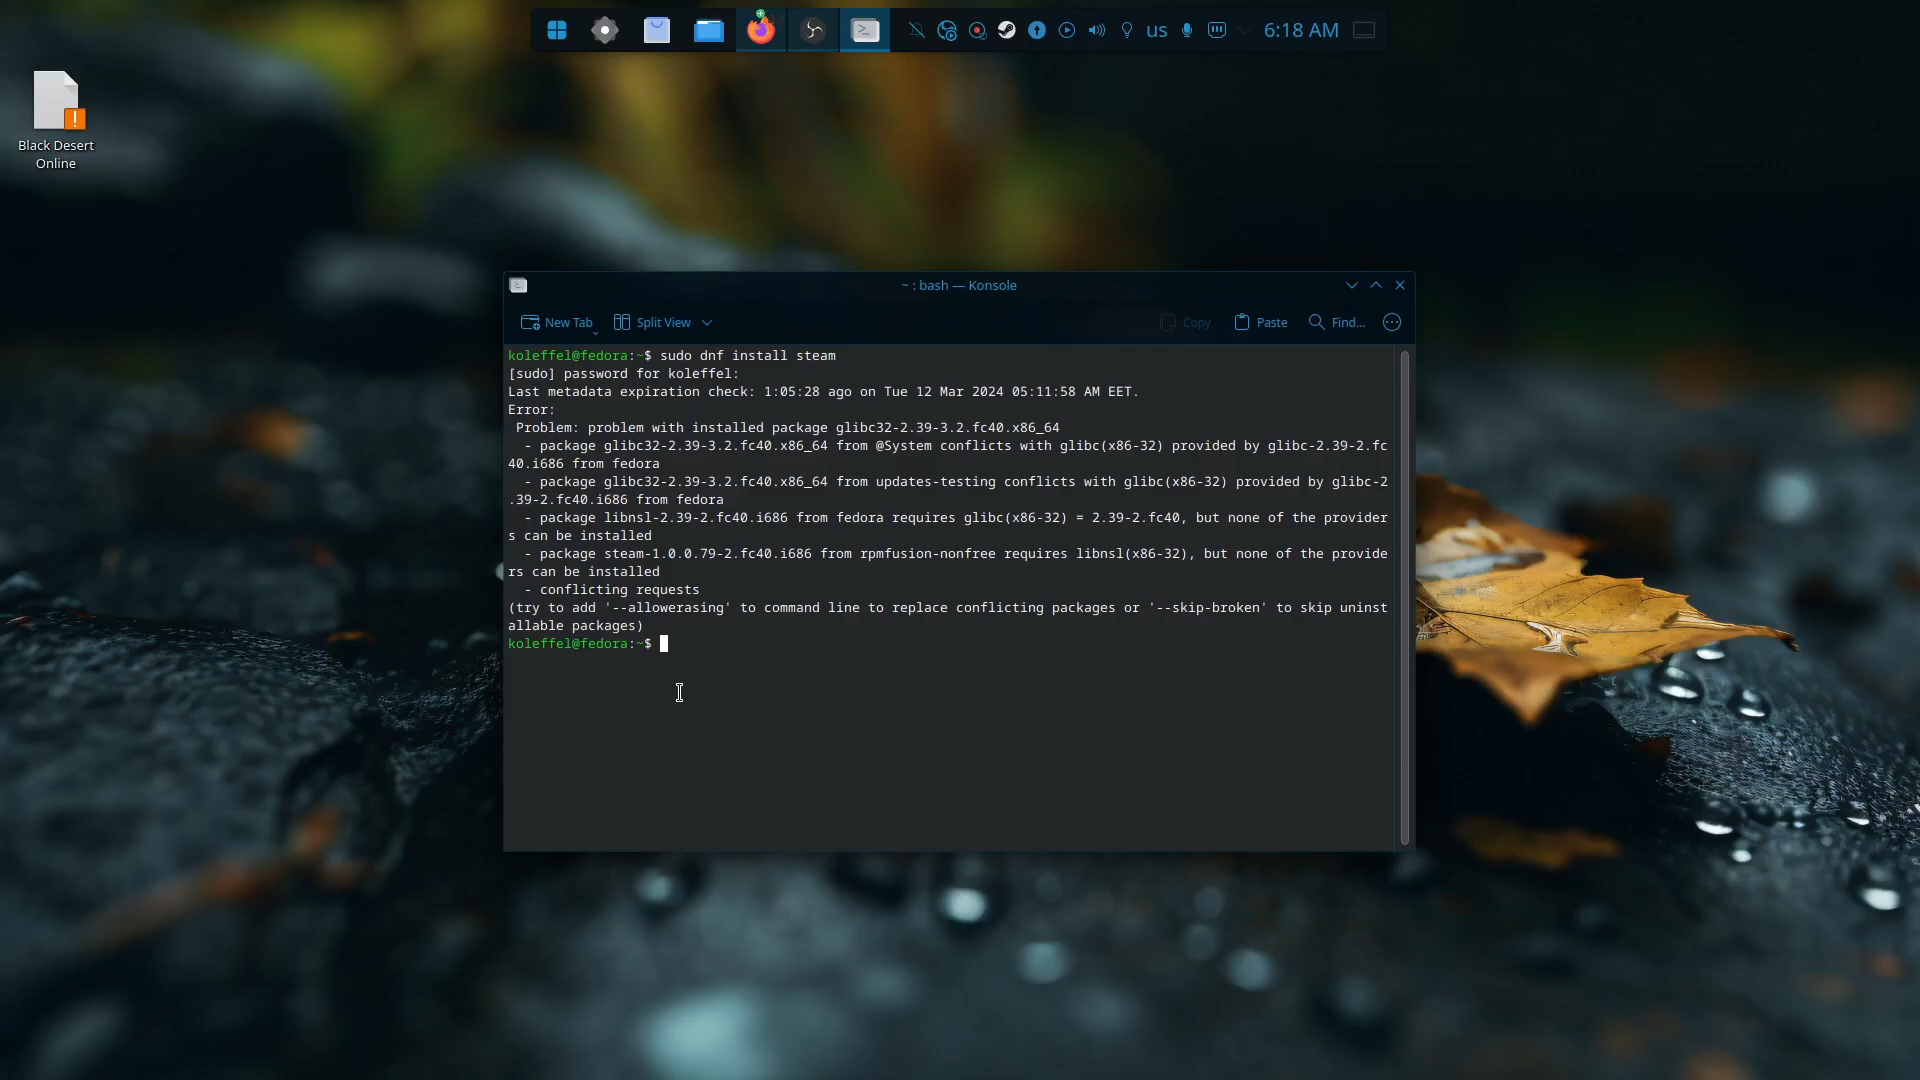 us
6:18 AM
Black Desert
Online
~ : bash — Konsole
New Tab
Split View
Copy
Paste
Find...
koleffel@fedora:~$ sudo dnf install steam
[sudo] password for koleffel:
Last metadata expiration check: 1:05:28 ago on Tue 12 Mar 2024 05:11:58 AM EET.
Error:
Problem: problem with installed package glibc32-2.39-3.2.fc40.x86_64
- package glibc32-2.39-3.2.fc40.x86_64 from @System conflicts with glibc(x86-32) provided by glibc-2.39-2.fc
40.i686 from fedora
- package glibc32-2.39-3.2.fc40.x86_64 from updates-testing conflicts with glibc(x86-32) provided by glibc-2
.39-2.fc40.i686 from fedora
- package libnsl-2.39-2.fc40.i686 from fedora requires glibc(x86-32) = 2.39-2.fc40, but none of the provider
s can be installed
- package steam-1.0.0.79-2.fc40.i686 from rpmfusion-nonfree requires libnsl(x86-32), but none of the provide
rs can be installed
- conflicting requests
(try to add '--allowerasing' to command line to replace conflicting packages or '--skip-broken' to skip uninst
allable packages)
koleffel@fedora:~$